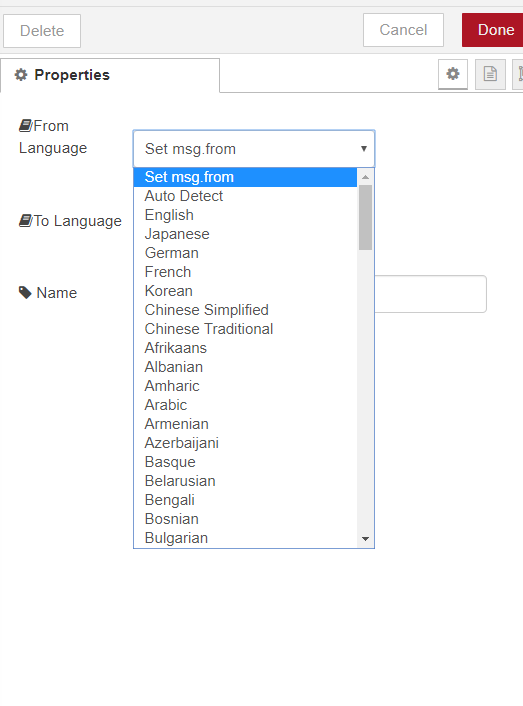 Delete
Cancel
Done
Properties
From
Language
Set msg.from
Set msg.from
Auto Detect
English
Japanese
German
French
Korean
Chinese Simplified
Chinese Traditional
Afrikaans
Albanian
Amharic
Arabic
Armenian
Azerbaijani
Basque
Belarusian
Bengali
Bosnian
Bulgarian
To Language
Name